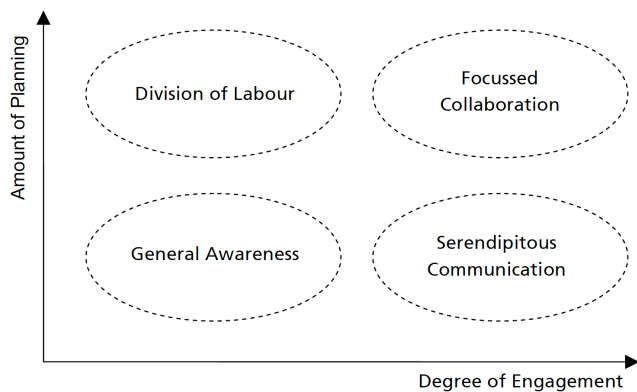 Amount of Planning
Division of Labour
Focussed
Collaboration
General Awareness
Serendipitous
Communication
Degree of Engagement